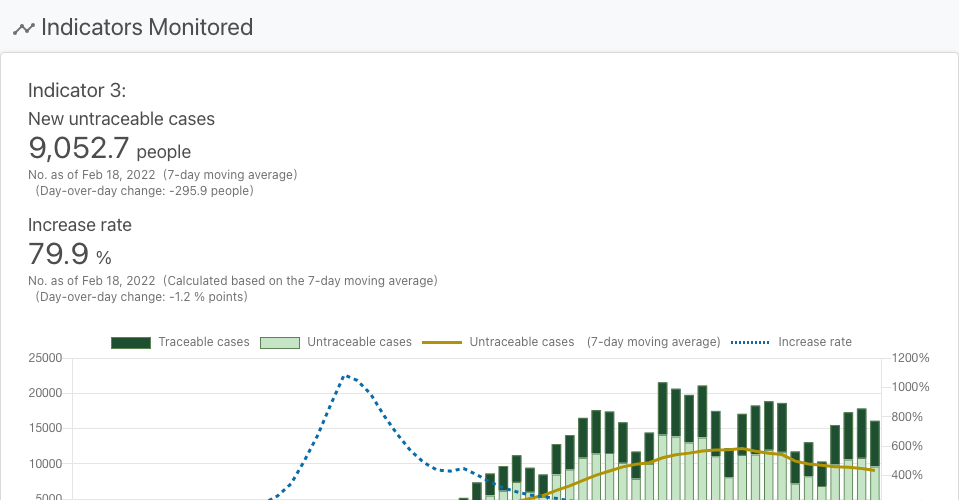 Indicators Monitored
Indicator 3:
New untraceable cases
9,052.7 people
No. as of Feb 18, 2022 (7-day moving average)
(Day-over-day change: -295.9 people)
Increase rate
79.9 %
No. as of Feb 18, 2022 (Calculated based on the 7-day moving average)
(Day-over-day change: -1.2 % points)
Traceable cases Untraceable cases Untraceable cases (7-day moving average) Increase rate
25000 1200%
20000 1000%
15000 800%
10000 600%
5000 400%